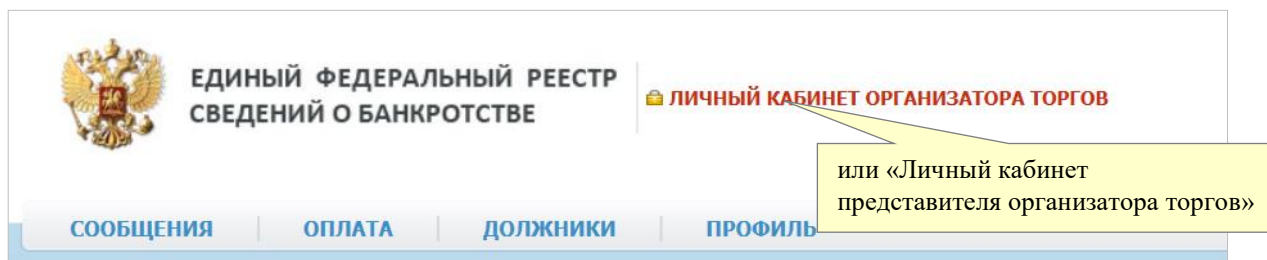 ЕДИНЫЙ ФЕДЕРАЛЬНЫЙ РЕЕСТР
СВЕДЕНИЙ О БАНКРОТСТВЕ
ЛИЧНЫЙ КАБИНЕТ ОРГАНИЗАТОРА ТОРГОВ
или «Личный кабинет
представителя организатора торгов»
СООБЩЕНИЯ ОПЛАТА ДОЛЖНИКИ ПРОФИЛЬ